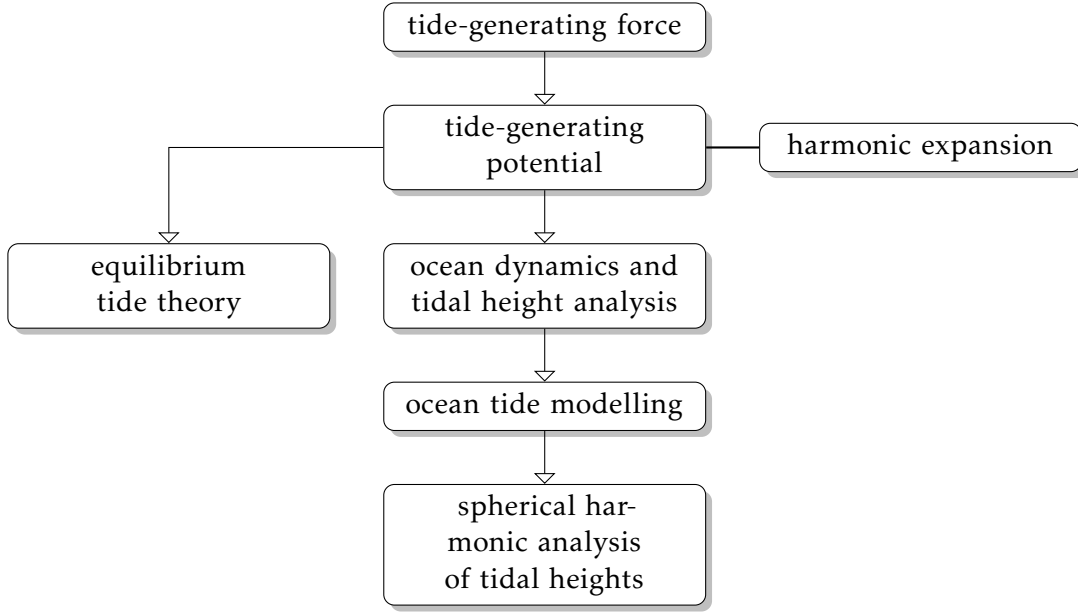 tide-generating force
tide-generating
potential
harmonic expansion
equilibrium
tide theory
ocean dynamics and
tidal height analysis
ocean tide modelling
spherical har-
monic analysis
of tidal heights